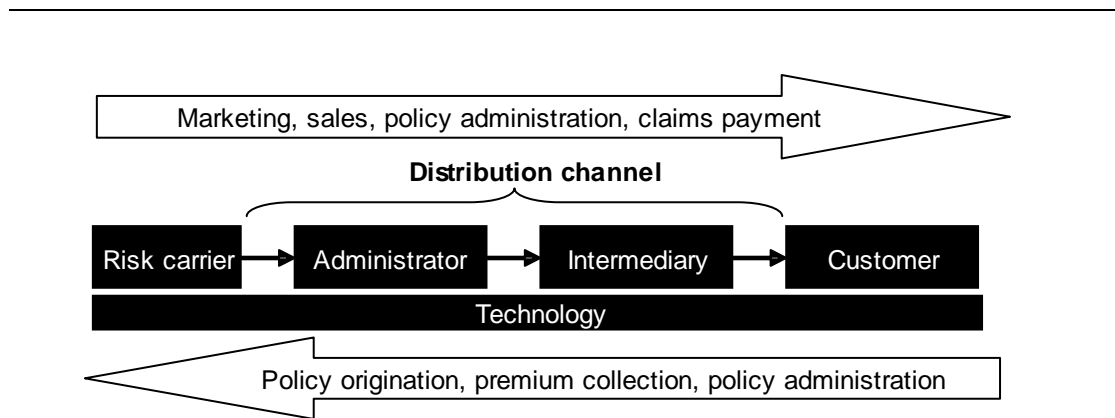 Marketing, sales, policy administration, claims payment
Distribution channel
Risk carrier
Administrator
Intermediary
Customer
Technology
Policy origination, premium collection, policy administration